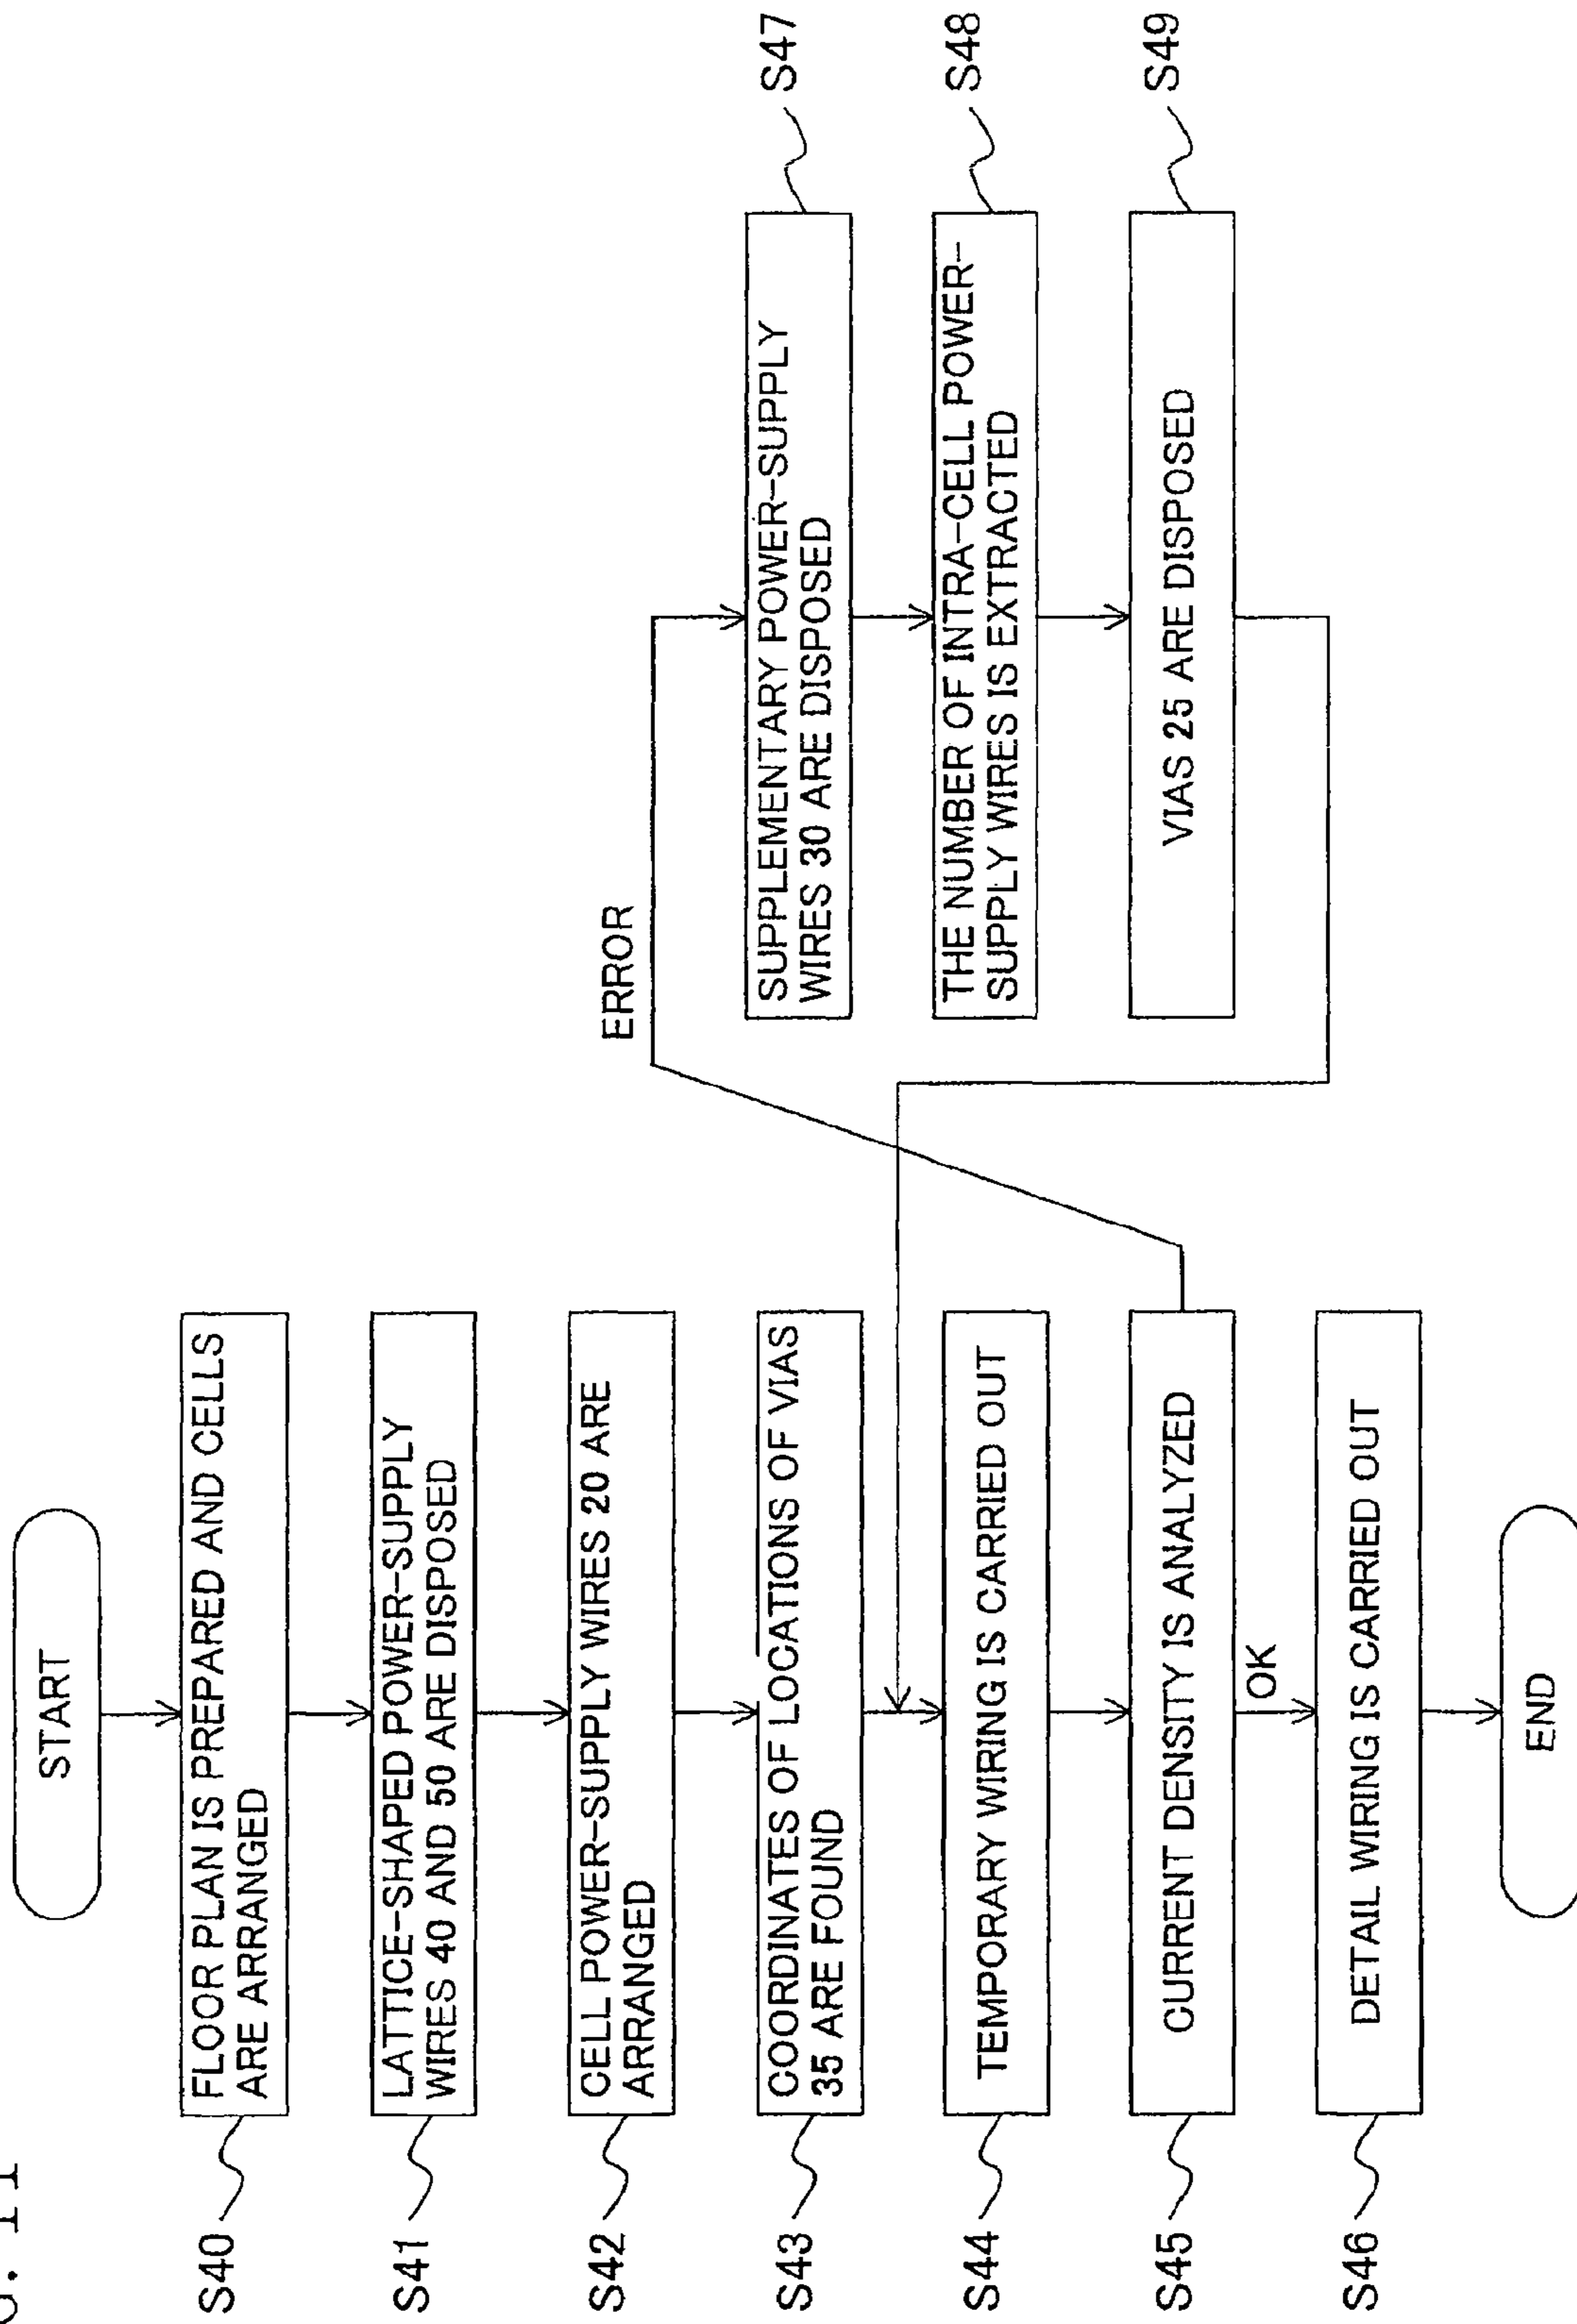 START
S40
FLOOR PLAN IS PREPARED AND CELLS
ARE ARRANGED
S41
LATTICE-SHAPED POWER-SUPPLY
WIRES 40 AND 50 ARE DISPOSED
S42
CELL POWER-SUPPLY WIRES 20 ARE
ARRANGED
S43
COORDINATES OF LOCATIONS OF VIAS
35 ARE FOUND
S44
TEMPORARY WIRING IS CARRIED OUT
S45
CURRENT DENSITY IS ANALYZED
OK
S46
DETAIL WIRING IS CARRIED OUT
END
ERROR
SUPPLEMENTARY POWER-SUPPLY
WIRES 30 ARE DISPOSED
S47
THE NUMBER OF INTRA-CELL POWER-
SUPPLY WIRES IS EXTRACTED
S48
VIAS 25 ARE DISPOSED
S49